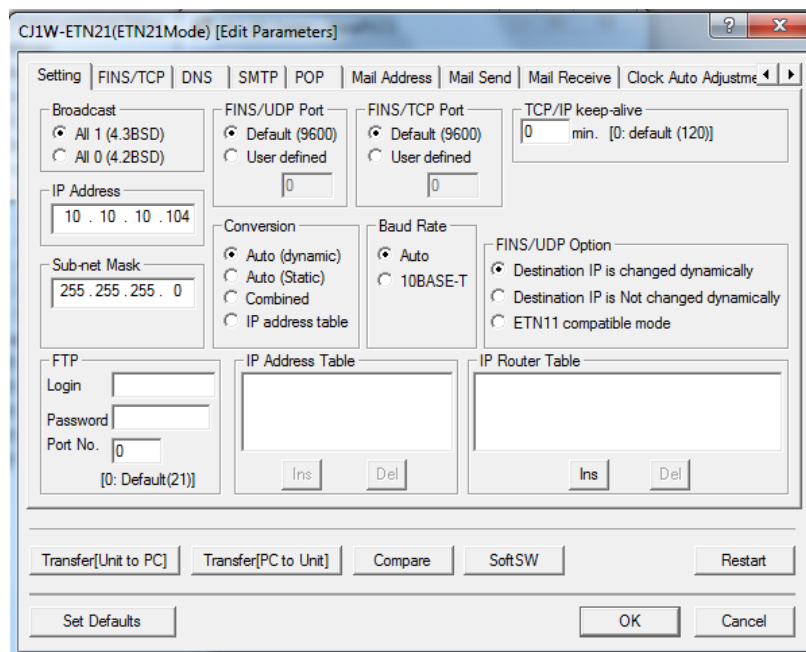 CJ1W-ETN21(ETN21Mode) [Edit Parameters]
Setting FINS/TCP DNS SMTP POP Mail Address Mail Send Mail Receive Clock Auto Adjustme
Broadcast
All 1 (4.3BSD)
All 0 (4.2BSD)
FINS/UDP Port
Default (9600)
User defined
0
FINS/TCP Port
Default (9600)
User defined
0
TCP/IP keep-alive
0 min. [0: default (120)]
IP Address
10 . 10 . 10 .104
Sub-net Mask
255 .255 .255 . 0
Conversion
Auto (dynamic)
Auto (Static)
Combined
IP address table
Baud Rate
Auto
10BASE-T
FINS/UDP Option
Destination IP is changed dynamically
Destination IP is Not changed dynamically
ETN11 compatible mode
FTP
Login
Password
Port No. 0
[0: Default(21)]
IP Address Table
Ins Del
IP Router Table
Ins Del
Transfer[Unit to PC] Transfer[PC to Unit] Compare SoftSW Restart
Set Defaults OK Cancel